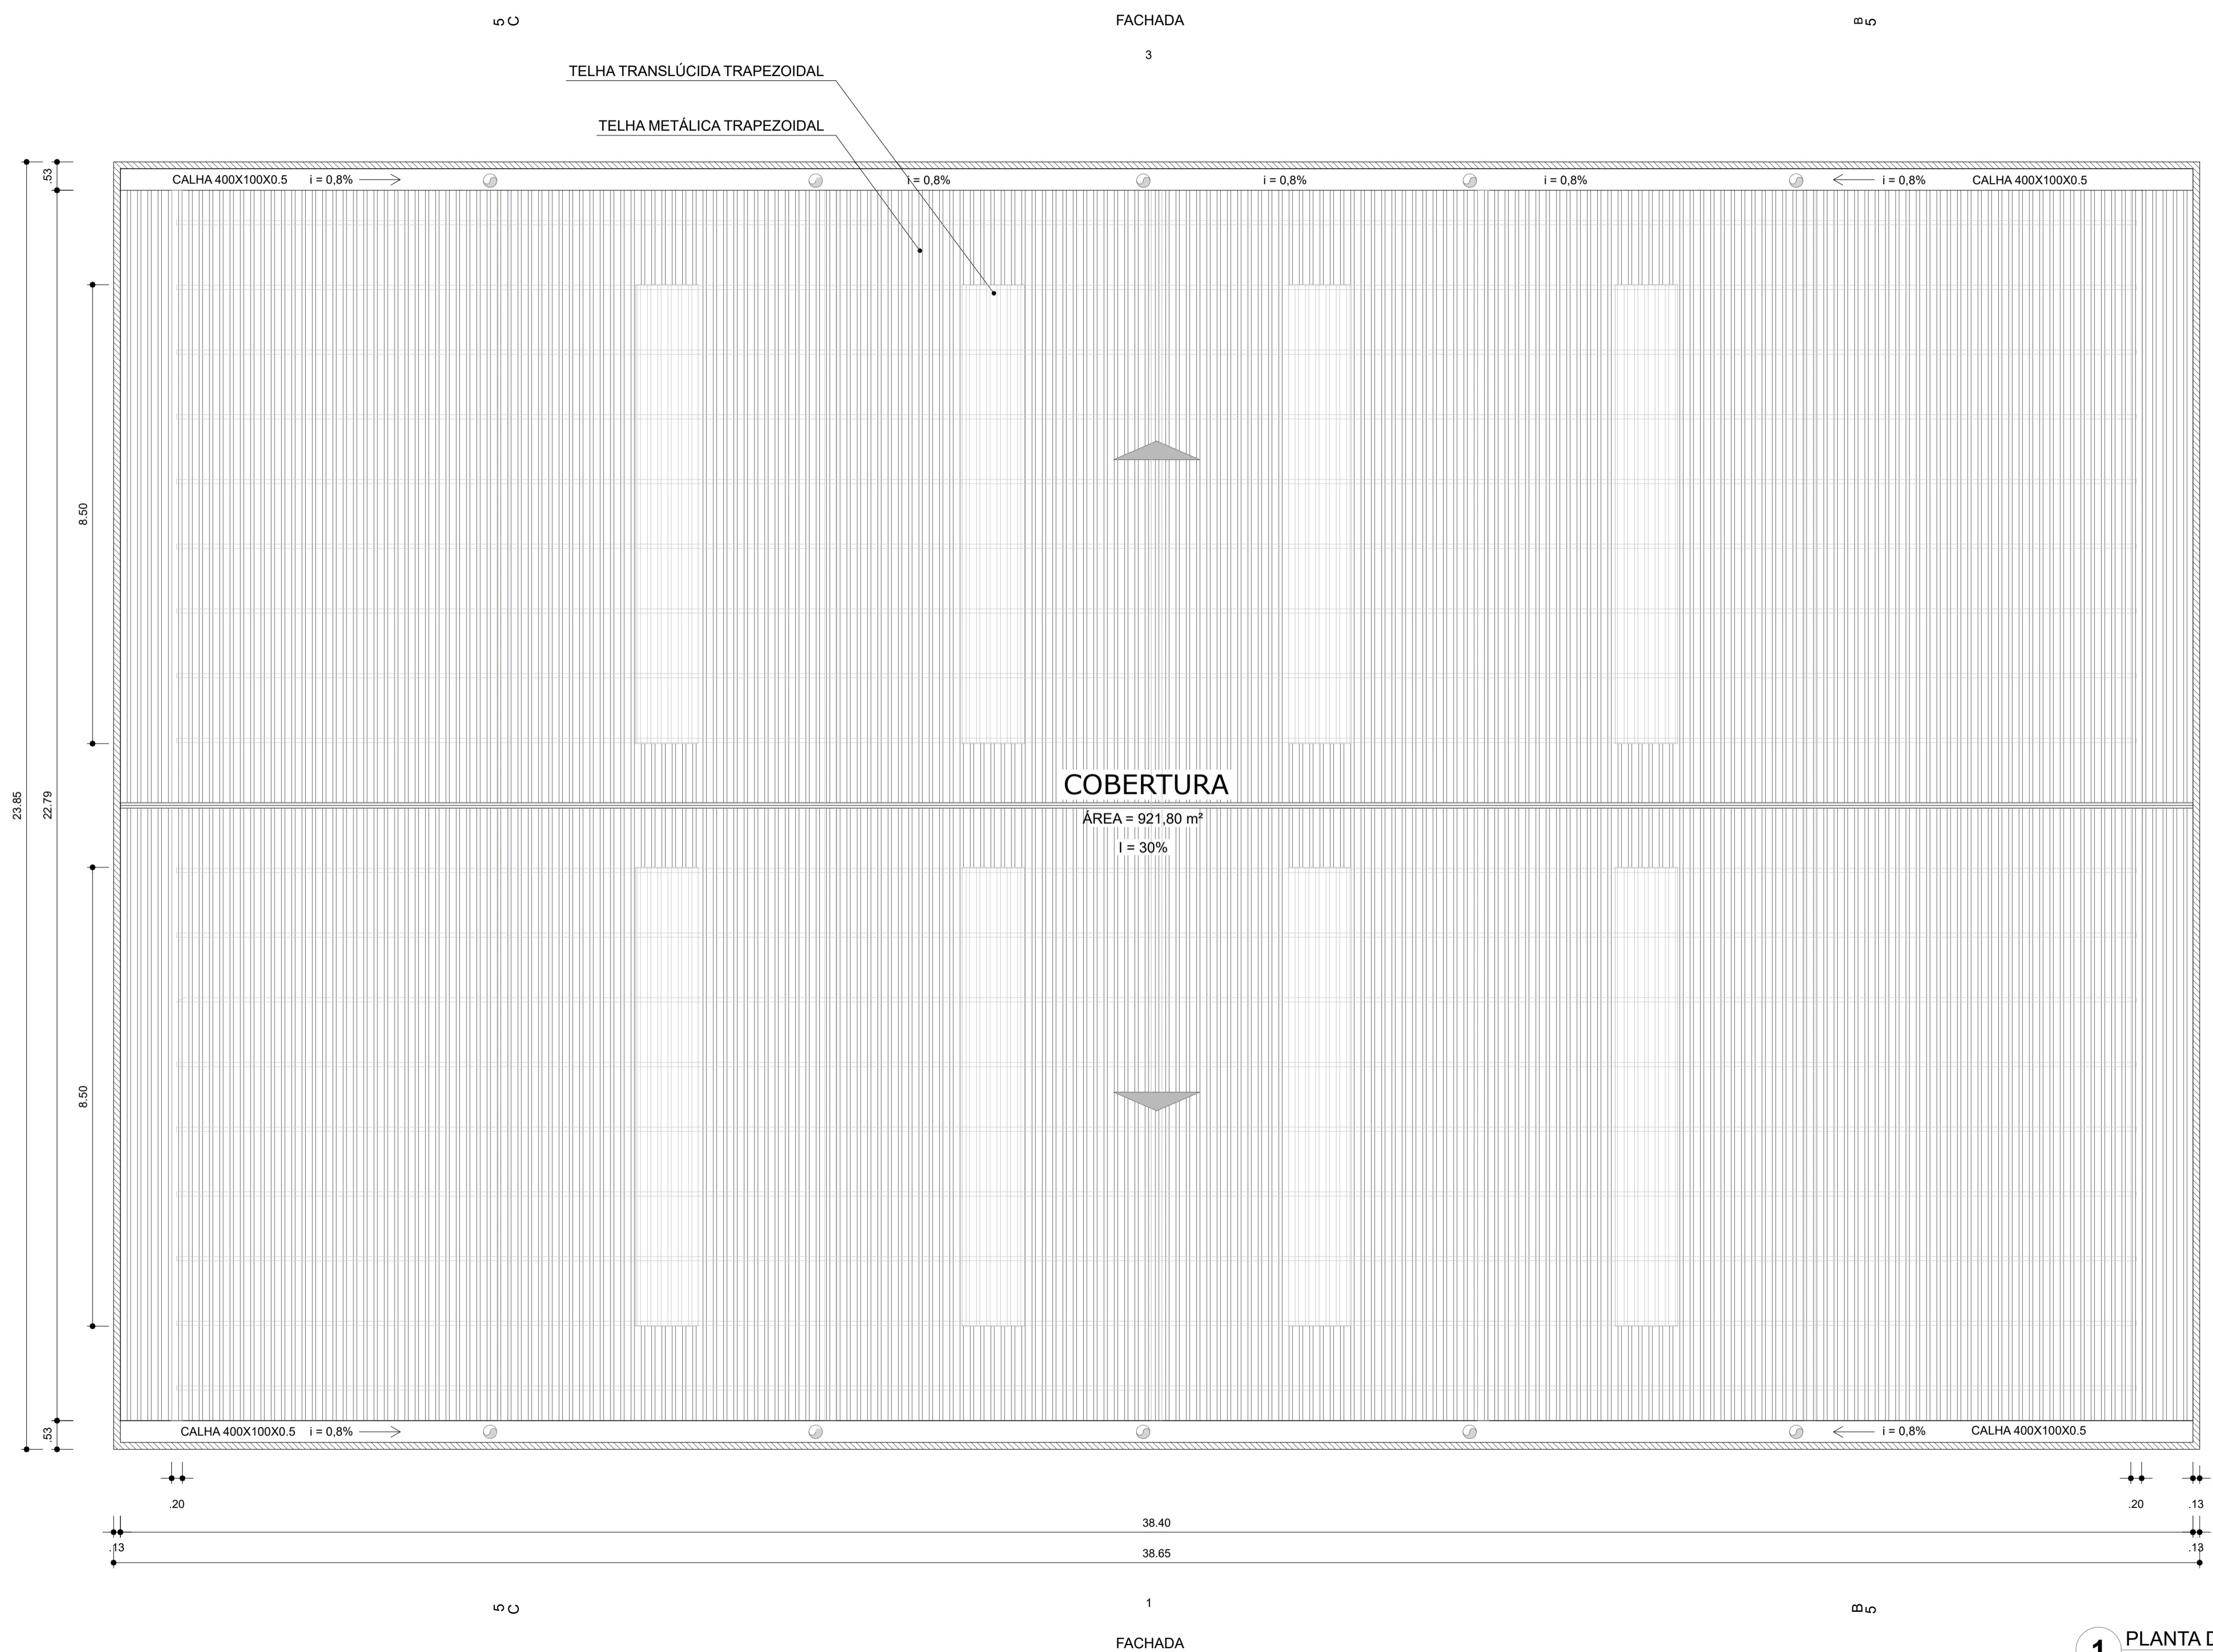 5
C
FACHADA
B
5
3
TELHA TRANSLÚCIDA TRAPEZOIDAL
TELHA METÁLICA TRAPEZOIDAL
.53
CALHA 400X100X0.5
i = 0,8%
i = 0,8%
i = 0,8%
i = 0,8%
i = 0,8%
CALHA 400X100X0.5
8.50
23.85
22.79
COBERTURA
ÁREA = 921,80 m²
I = 30%
8.50
.53
CALHA 400X100X0.5
i = 0,8%
i = 0,8%
CALHA 400X100X0.5
.20
.20
.13
38.40
.13
.13
38.65
5
C
1
B
5
FACHADA
1
PLANTA D